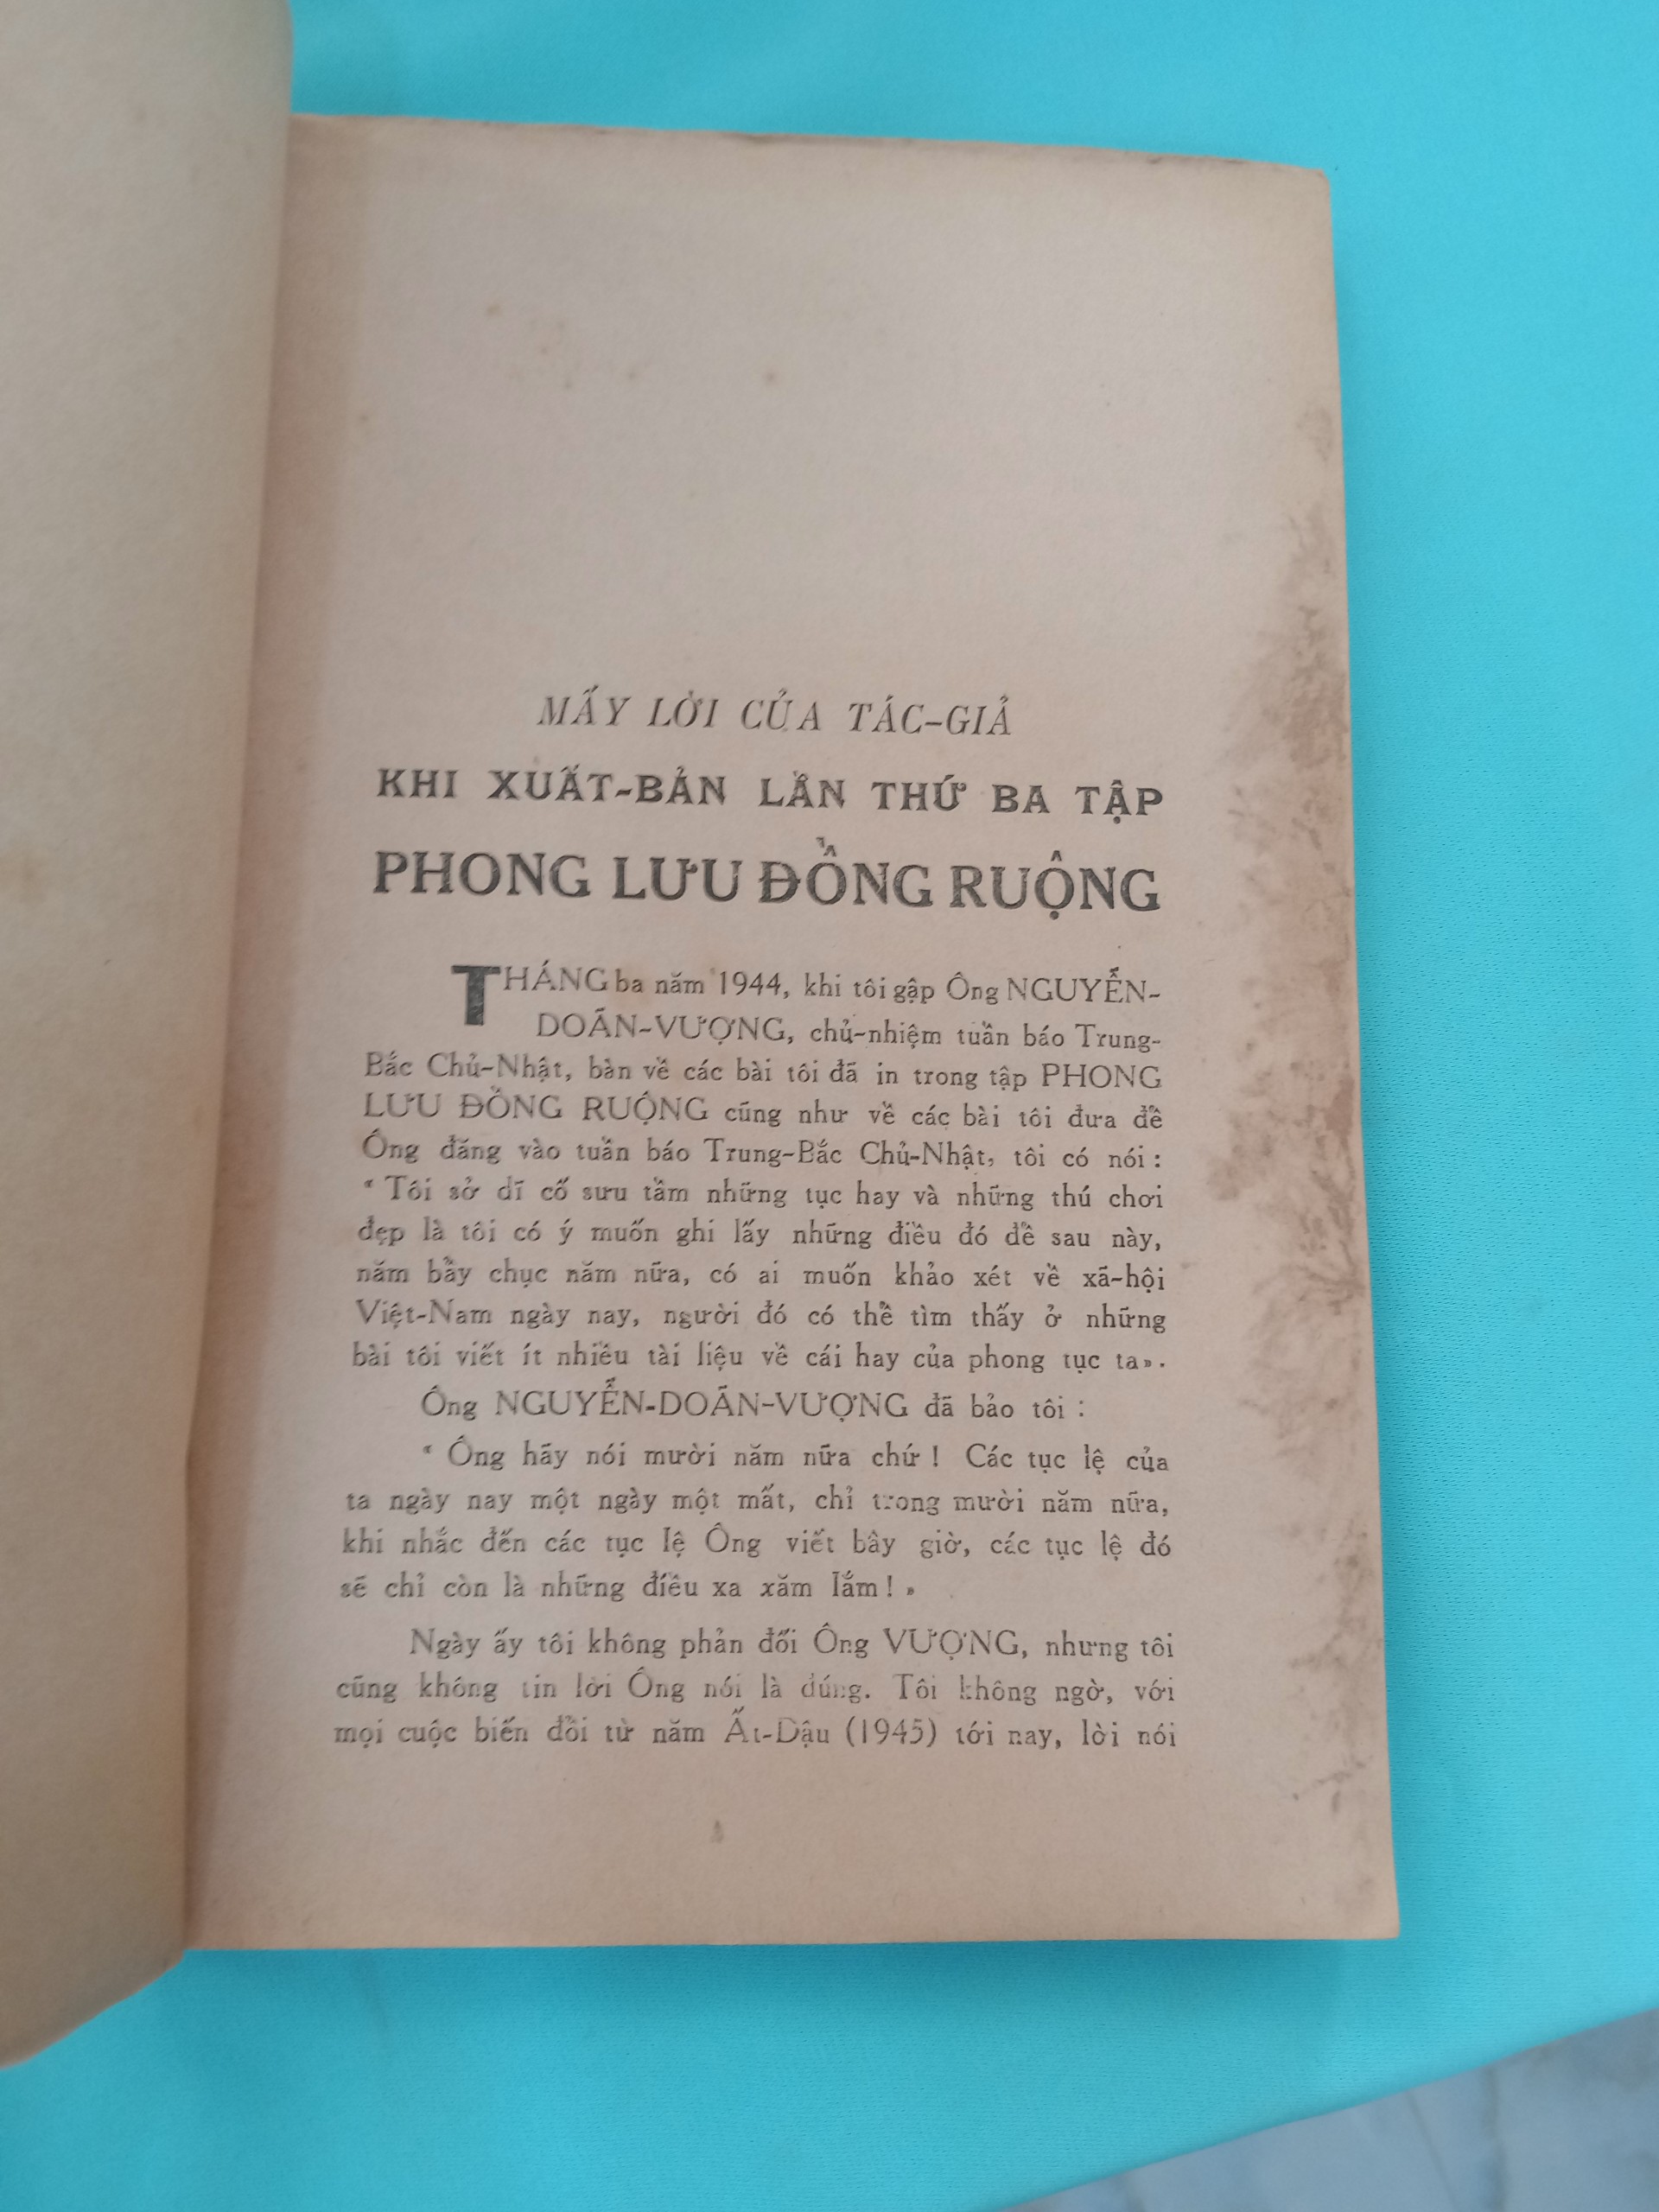 MẤY LỜI CỦA TÁC-GIẢ
KHI XUẤT-BẢN LẦN THỨ BA TẬP
PHONG LƯU ĐỒNG RUỘNG
THÁNG ba năm 1944, khi tôi gập Ông NGUYỄN-
DOÃN-VƯỢNG, chủ-nhiệm tuần báo Trung-
Bắc Chủ-Nhật, bàn về các bài tôi đã in trong tập PHONG
LƯU ĐỒNG RUỘNG cũng như về các bài tôi đưa để
Ông đăng vào tuần báo Trung-Bắc Chủ-Nhật, tôi có nói :
« Tôi sở dĩ cố sưu tầm những tục hay và những thú chơi
đẹp là tôi có ý muốn ghi lấy những điều đó để sau này,
năm bẩy chục năm nữa, có ai muốn khảo xét về xã-hội
Việt-Nam ngày nay, người đó có thể tìm thấy ở những
bài tôi viết ít nhiều tài liệu về cái hay của phong tục ta».
Ông NGUYỄN-DOÃN-VƯỢNG đã bảo tôi :
« Ông hãy nói mười năm nữa chứ ! Các tục lệ của
ta ngày nay một ngày một mất, chỉ trong mười năm nữa,
khi nhắc đến các tục lệ Ông viết bây giờ, các tục lệ đó
sẽ chỉ còn là những điều xa xăm lắm ! »
Ngày ấy tôi không phản đối Ông VƯỢNG, nhưng tôi
cũng không tin lời Ông nói là đúng. Tôi không ngờ, với
mọi cuộc biến đổi từ năm Ất-Dậu (1945) tới nay, lời nói